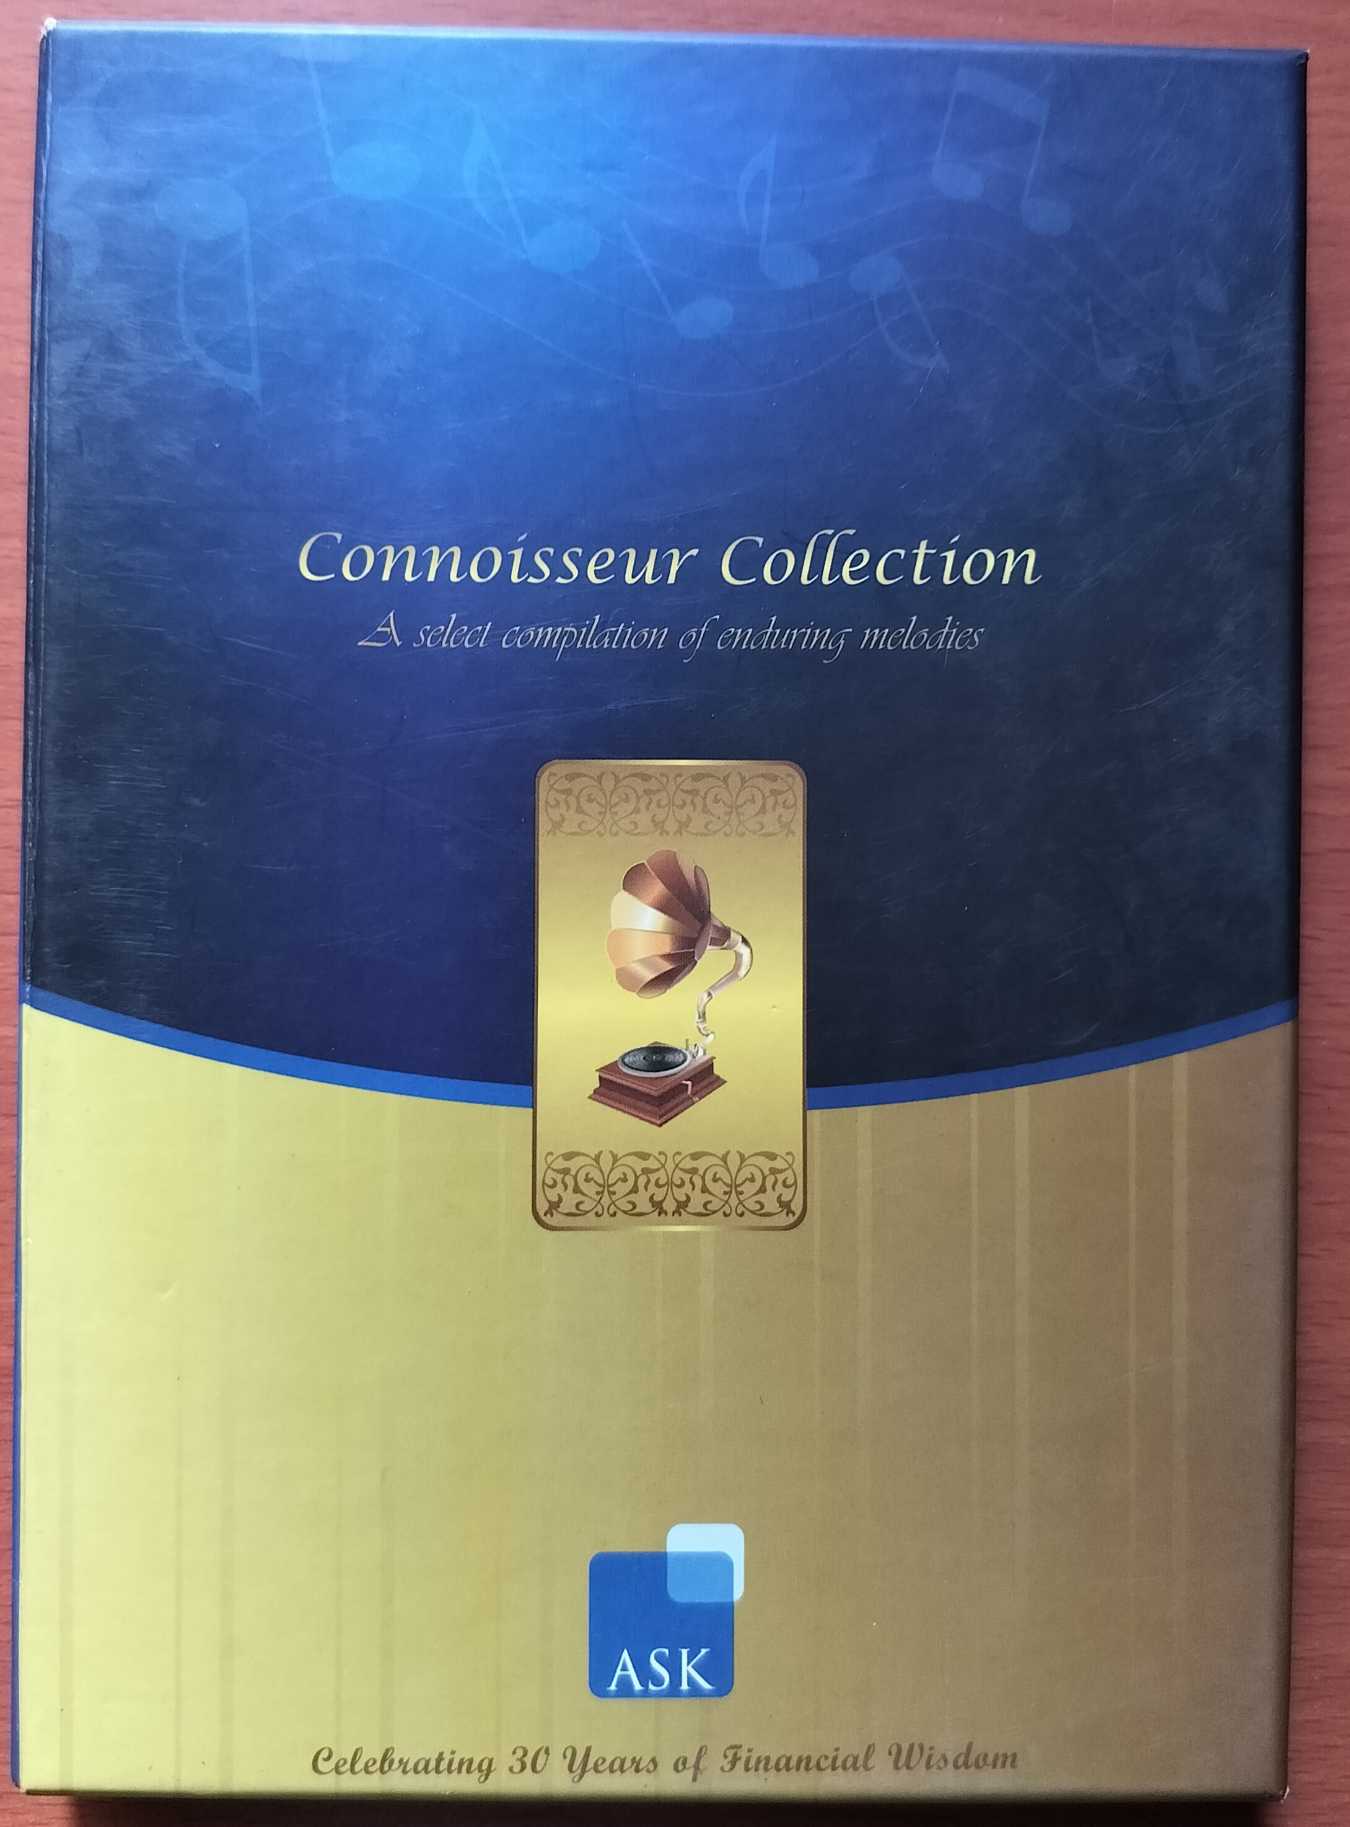 Connoisseur Collection
A select compilation of enduring melodies
ASK
Celebrating 30 Years of Financial Wisdom